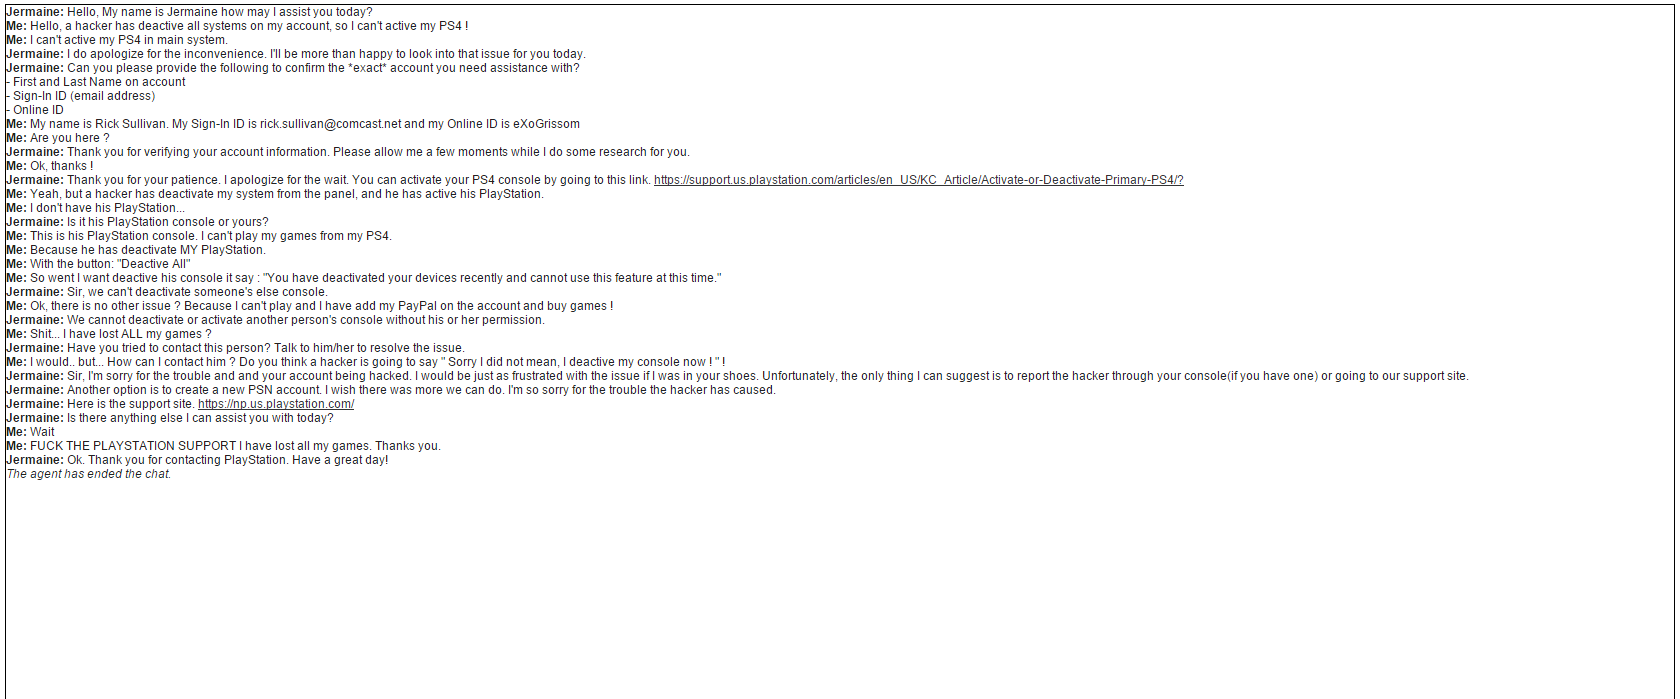 Jermaine: Hello, My name is Jermaine how may I assist you today?
Me: Hello, a hacker has deactive all systems on my account, so I can't active my PS4 !
Me: I can't active my PS4 in main system.
Jermaine: I do apologize for the inconvenience. I'll be more than happy to look into that issue for you today.
Jermaine: Can you please provide the following to confirm the *exact* account you need assistance with?
- First and Last Name on account
- Sign-In ID (email address)
- Online ID
Me: My name is Rick Sullivan. My Sign-In ID is rick.sullivan@comcast.net and my Online ID is eXoGrissom
Me: Are you here ?
Jermaine: Thank you for verifying your account information. Please allow me a few moments while I do some research for you.
Me: Ok, thanks !
Jermaine: Thank you for your patience. I apologize for the wait. You can activate your PS4 console by going to this link. https://support.us.playstation.com/articles/en_US/KC_Article/Activate-or-Deactivate-Primary-PS4/?
Me: Yeah, but a hacker has deactivate my system from the panel, and he has active his PlayStation.
Me: I don't have his PlayStation...
Jermaine: Is it his PlayStation console or yours?
Me: This is his PlayStation console. I can't play my games from my PS4.
Me: Because he has deactivate MY PlayStation.
Me: With the button: "Deactive All"
Me: So went I want deactive his console it say : "You have deactivated your devices recently and cannot use this feature at this time."
Jermaine: Sir, we can't deactivate someone's else console.
Me: Ok, there is no other issue ? Because I can't play and I have add my PayPal on the account and buy games !
Jermaine: We cannot deactivate or activate another person's console without his or her permission.
Me: Shit... I have lost ALL my games ?
Jermaine: Have you tried to contact this person? Talk to him/her to resolve the issue.
Me: I would.. but... How can I contact him ? Do you think a hacker is going to say " Sorry I did not mean, I deactive my console now ! " !
Jermaine: Sir, I'm sorry for the trouble and and your account being hacked. I would be just as frustrated with the issue if I was in your shoes. Unfortunately, the only thing I can suggest is to report the hacker through your console(if you have one) or going to our support site.
Jermaine: Another option is to create a new PSN account. I wish there was more we can do. I'm so sorry for the trouble the hacker has caused.
Jermaine: Here is the support site. https://np.us.playstation.com/
Jermaine: Is there anything else I can assist you with today?
Me: Wait
Me: FUCK THE PLAYSTATION SUPPORT I have lost all my games. Thanks you.
Jermaine: Ok. Thank you for contacting PlayStation. Have a great day!
The agent has ended the chat.